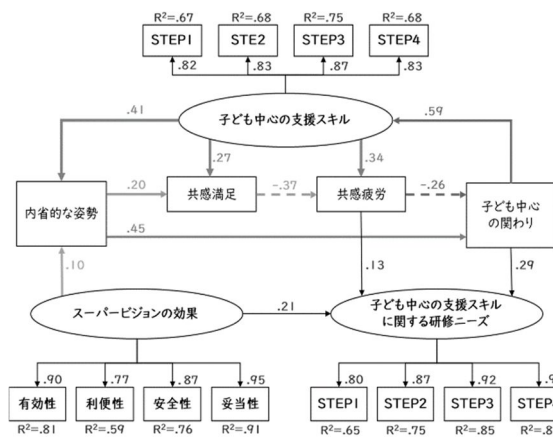 R²=.67 R²=.68 R²=.75 R²=.68
STEP1 STE2 STEP3 STEP4
.82 .83 .87 .83
.41 子ども中心の支援スキル .59
.27 .34
.20 共感満足 -.37 共感疲労 -.26
内省的な姿勢
子ども中心
の関わり
.45
.10 .13 .29
スーパービジョンの効果 .21 子ども中心の支援スキル
に関する研修ニーズ
.90 .77 .87 .95 .80 .87 .92
有効性 利便性 安全性 妥当性 STEP1 STEP2 STEP3
R²=.81 R²=.59 R²=.76 R²=.91 R²=.65 R²=.75 R²=.85